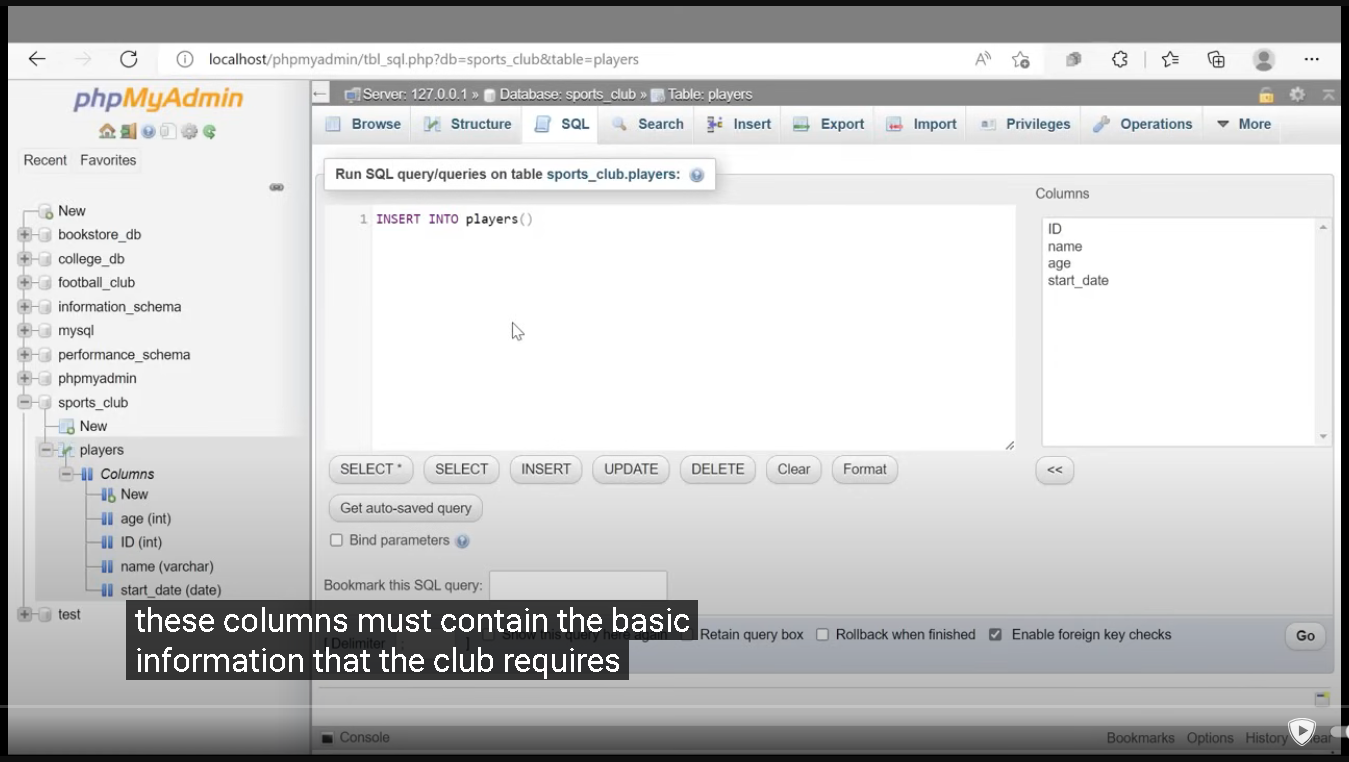 localhost/phpmyadmin/tbl_sql.php?db=sports_club&table=players
phpMyAdmin
Recent Favorites
New
bookstore_db
college_db
football_club
information_schema
mysql
performance_schema
phpmyadmin
sports_club
New
players
Columns
New
age (int)
ID (int)
name (varchar)
start_date (date)
test
Server: 127.0.0.1 » Database: sports_club » Table: players
Browse Structure SQL Search Insert Export Import Privileges Operations More
Run SQL query/queries on table sports_club.players:
1 INSERT INTO players()
Columns
ID
name
age
start_date
SELECT * SELECT INSERT UPDATE DELETE Clear Format <<
Get auto-saved query
Bind parameters
Bookmark this SQL query:
[ Delimiter ] Show this query here again Retain query box Rollback when finished Enable foreign key checks Go
these columns must contain the basic
information that the club requires
Console Bookmarks Options History